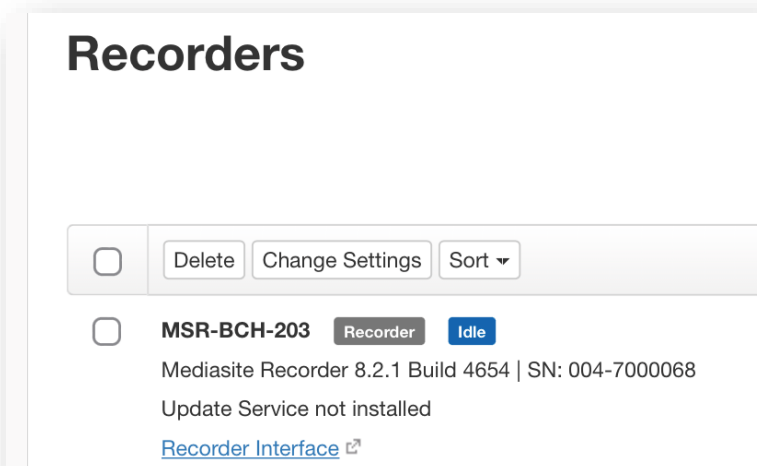 Recorders
Delete Change Settings Sort
MSR-BCH-203 Recorder Idle
Mediasite Recorder 8.2.1 Build 4654 | SN: 004-7000068
Update Service not installed
Recorder Interface